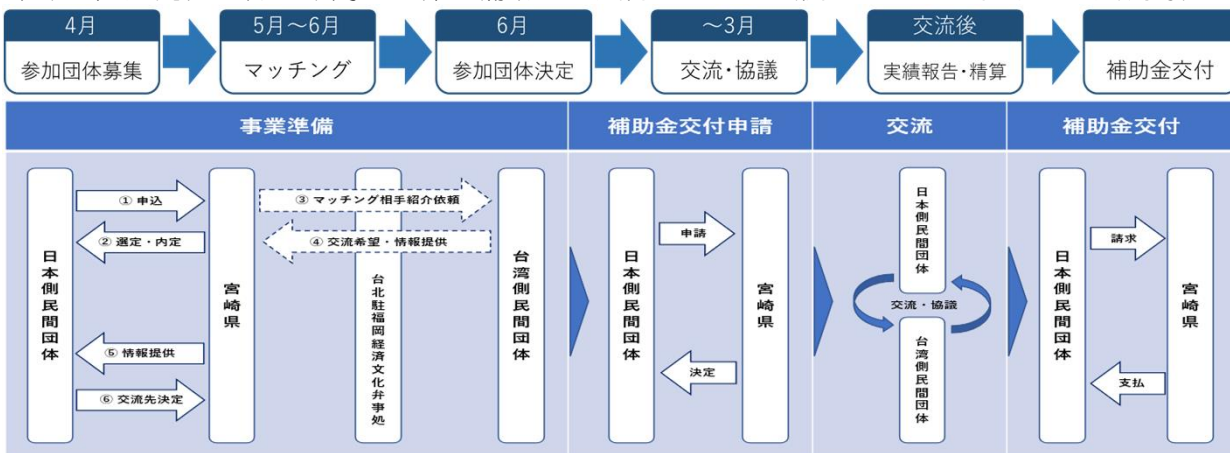 4月
参加団体募集
5月～6月
マッチング
6月
参加団体決定
～3月
交流・協議
交流後
実績報告・精算
補助金交付
事業準備
補助金交付申請
交流
補助金交付
日本側民間団体
① 申込
② 選定・内定
⑤ 情報提供
⑥ 交流先決定
宮崎県
③ マッチング相手紹介依頼
④ 交流希望・情報提供
台北駐福岡経済文化弁事処
台湾側民間団体
日本側民間団体
申請
決定
宮崎県
日本側民間団体
交流・協議
台湾側民間団体
日本側民間団体
請求
支払
宮崎県